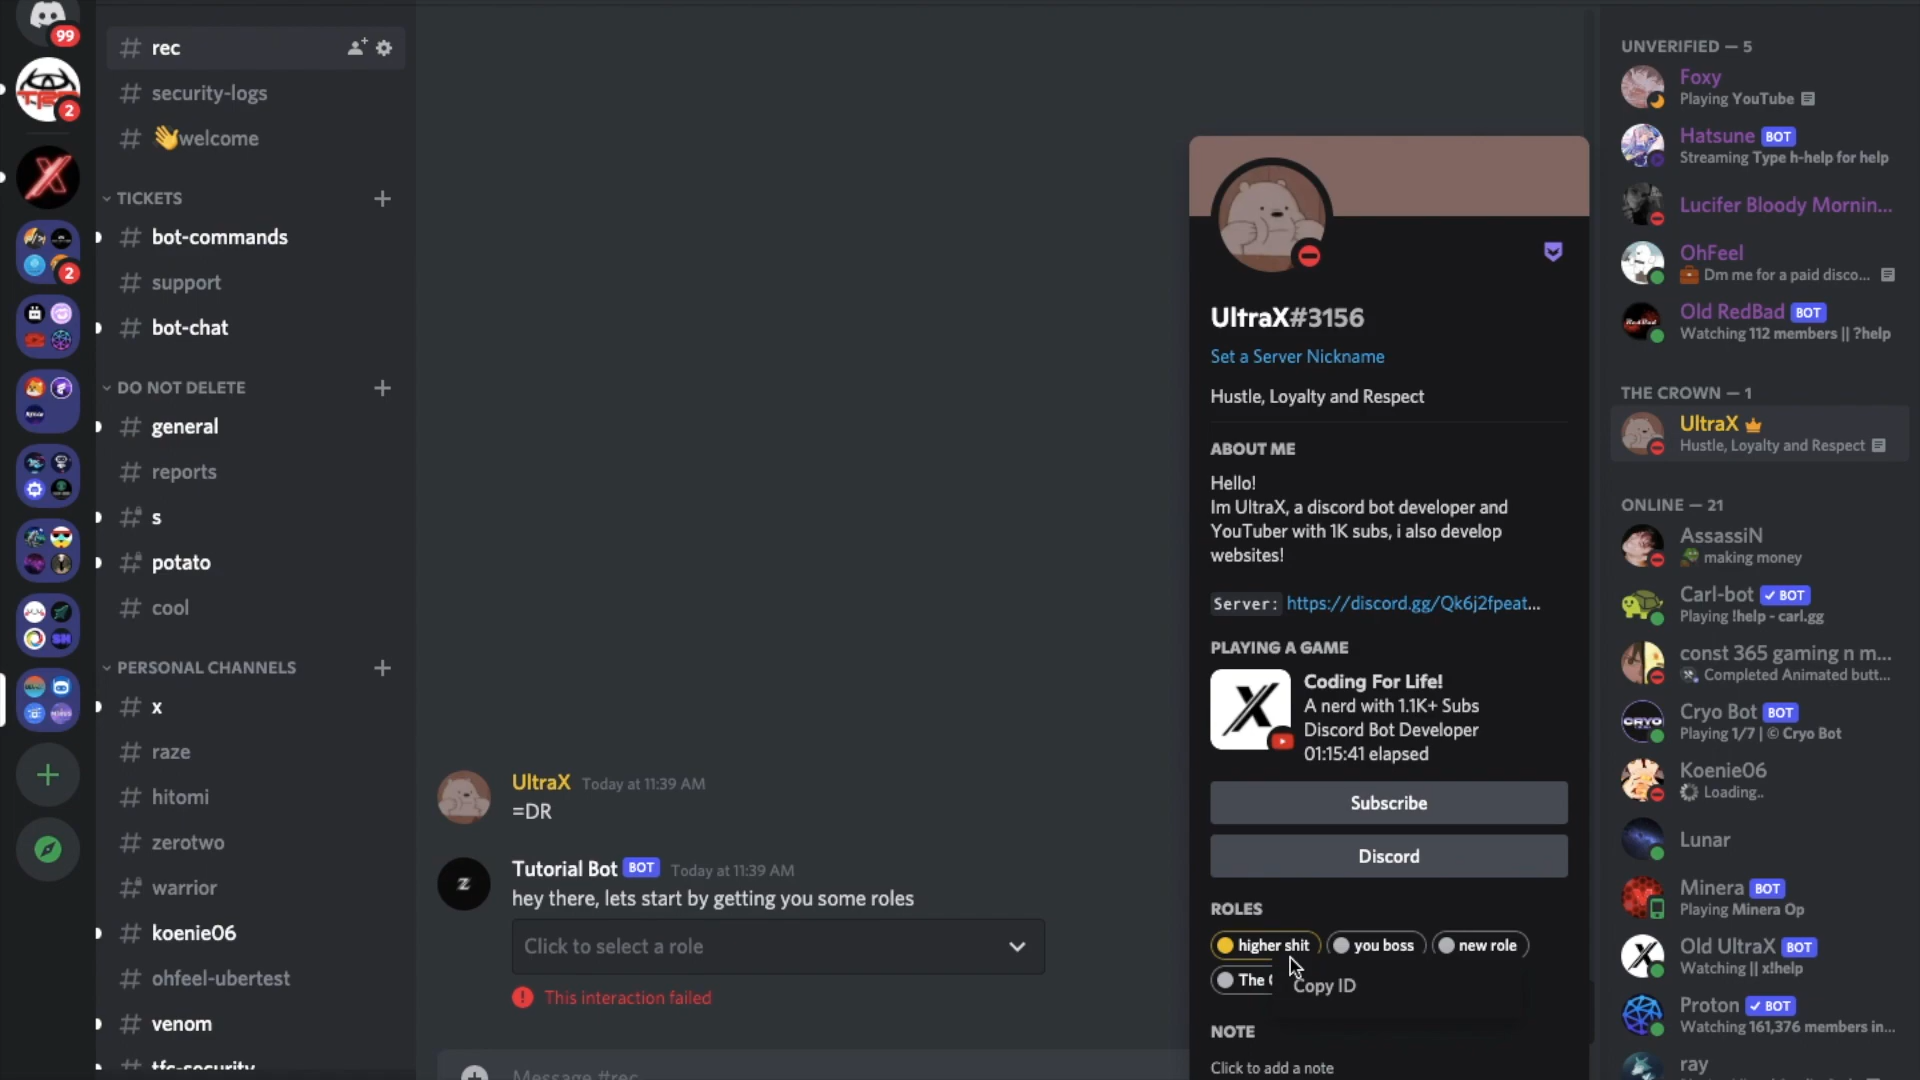 99
2
2
rec
security-logs
👋welcome
TICKETS
bot-commands
support
bot-chat
DO NOT DELETE
general
reports
s
potato
cool
PERSONAL CHANNELS
x
raze
hitomi
zerotwo
warrior
koenie06
ohfeel-ubertest
venom
tfs-security
UltraX Today at 11:39 AM
=DR
Tutorial Bot BOT Today at 11:39 AM
hey there, lets start by getting you some roles
Click to select a role
This interaction failed
Message #rec
UltraX#3156
Set a Server Nickname
Hustle, Loyalty and Respect
ABOUT ME
Hello!
Im UltraX, a discord bot developer and
YouTuber with 1K subs, i also develop
websites!
Server: https://discord.gg/Qk6j2fpeat...
PLAYING A GAME
Coding For Life!
A nerd with 1.1K+ Subs
Discord Bot Developer
01:15:41 elapsed
Subscribe
Discord
ROLES
higher shit you boss new role
The
Copy ID
NOTE
Click to add a note
UNVERIFIED — 5
Foxy
Playing YouTube
Hatsune BOT
Streaming Type h-help for help
Lucifer Bloody Mornin...
OhFeel
Dm me for a paid disco...
Old RedBad BOT
Watching 112 members || ?help
THE CROWN — 1
UltraX
Hustle, Loyalty and Respect
ONLINE — 21
AssassiN
making money
Carl-bot BOT
Playing !help - carl.gg
const 365 gaming n m...
Completed Animated butt...
Cryo Bot BOT
Playing 1/7 | © Cryo Bot
Koenie06
Loading..
Lunar
Minera BOT
Playing Minera Op
Old UltraX BOT
Watching || x!help
Proton BOT
Watching 161,376 members in...
ray